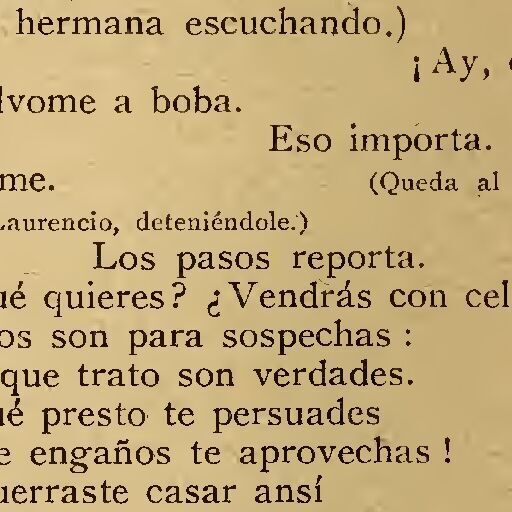 hermana escuchando.)
¡Ay,
lvome a boba.
Eso importa.
me.
(Queda al
Laurencio, deteniéndole.)
Los pasos reporta.
ué quieres? ¿Vendrás con cel
os son para sospechas :
que trato son verdades.
ué presto te persuades
e engaños te aprovechas !
uerraste casar ansí